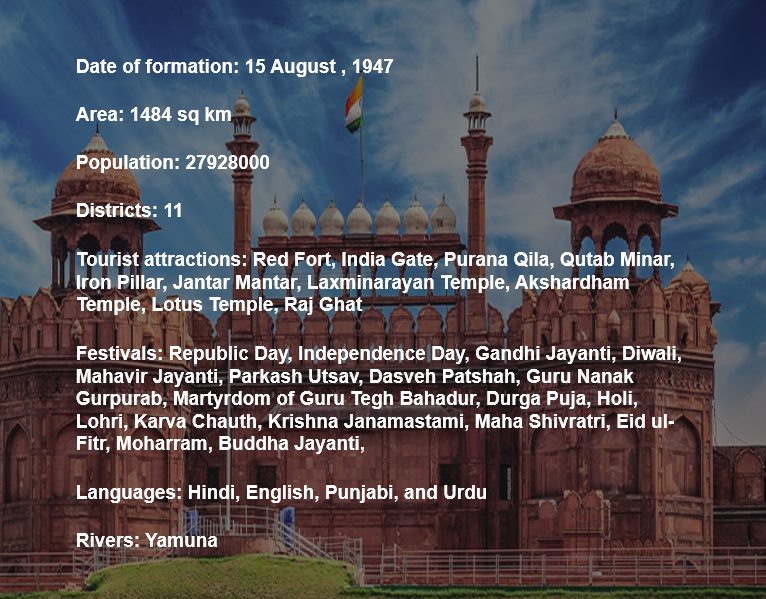 Date of formation: 15 August , 1947
Area: 1484 sq km
Population: 27928000
Districts: 11
Tourist attractions: Red Fort, India Gate, Purana Qila, Qutab Minar,
Iron Pillar, Jantar Mantar, Laxminarayan Temple, Akshardham
Temple, Lotus Temple, Raj Ghat
Festivals: Republic Day, Independence Day, Gandhi Jayanti, Diwali,
Mahavir Jayanti, Parkash Utsav, Dasveh Patshah, Guru Nanak
Gurpurab, Martyrdom of Guru Tegh Bahadur, Durga Puja, Holi,
Lohri, Karva Chauth, Krishna Janamastami, Maha Shivratri, Eid ul-
Fitr, Moharram, Buddha Jayanti,
Languages: Hindi, English, Punjabi, and Urdu
Rivers: Yamuna